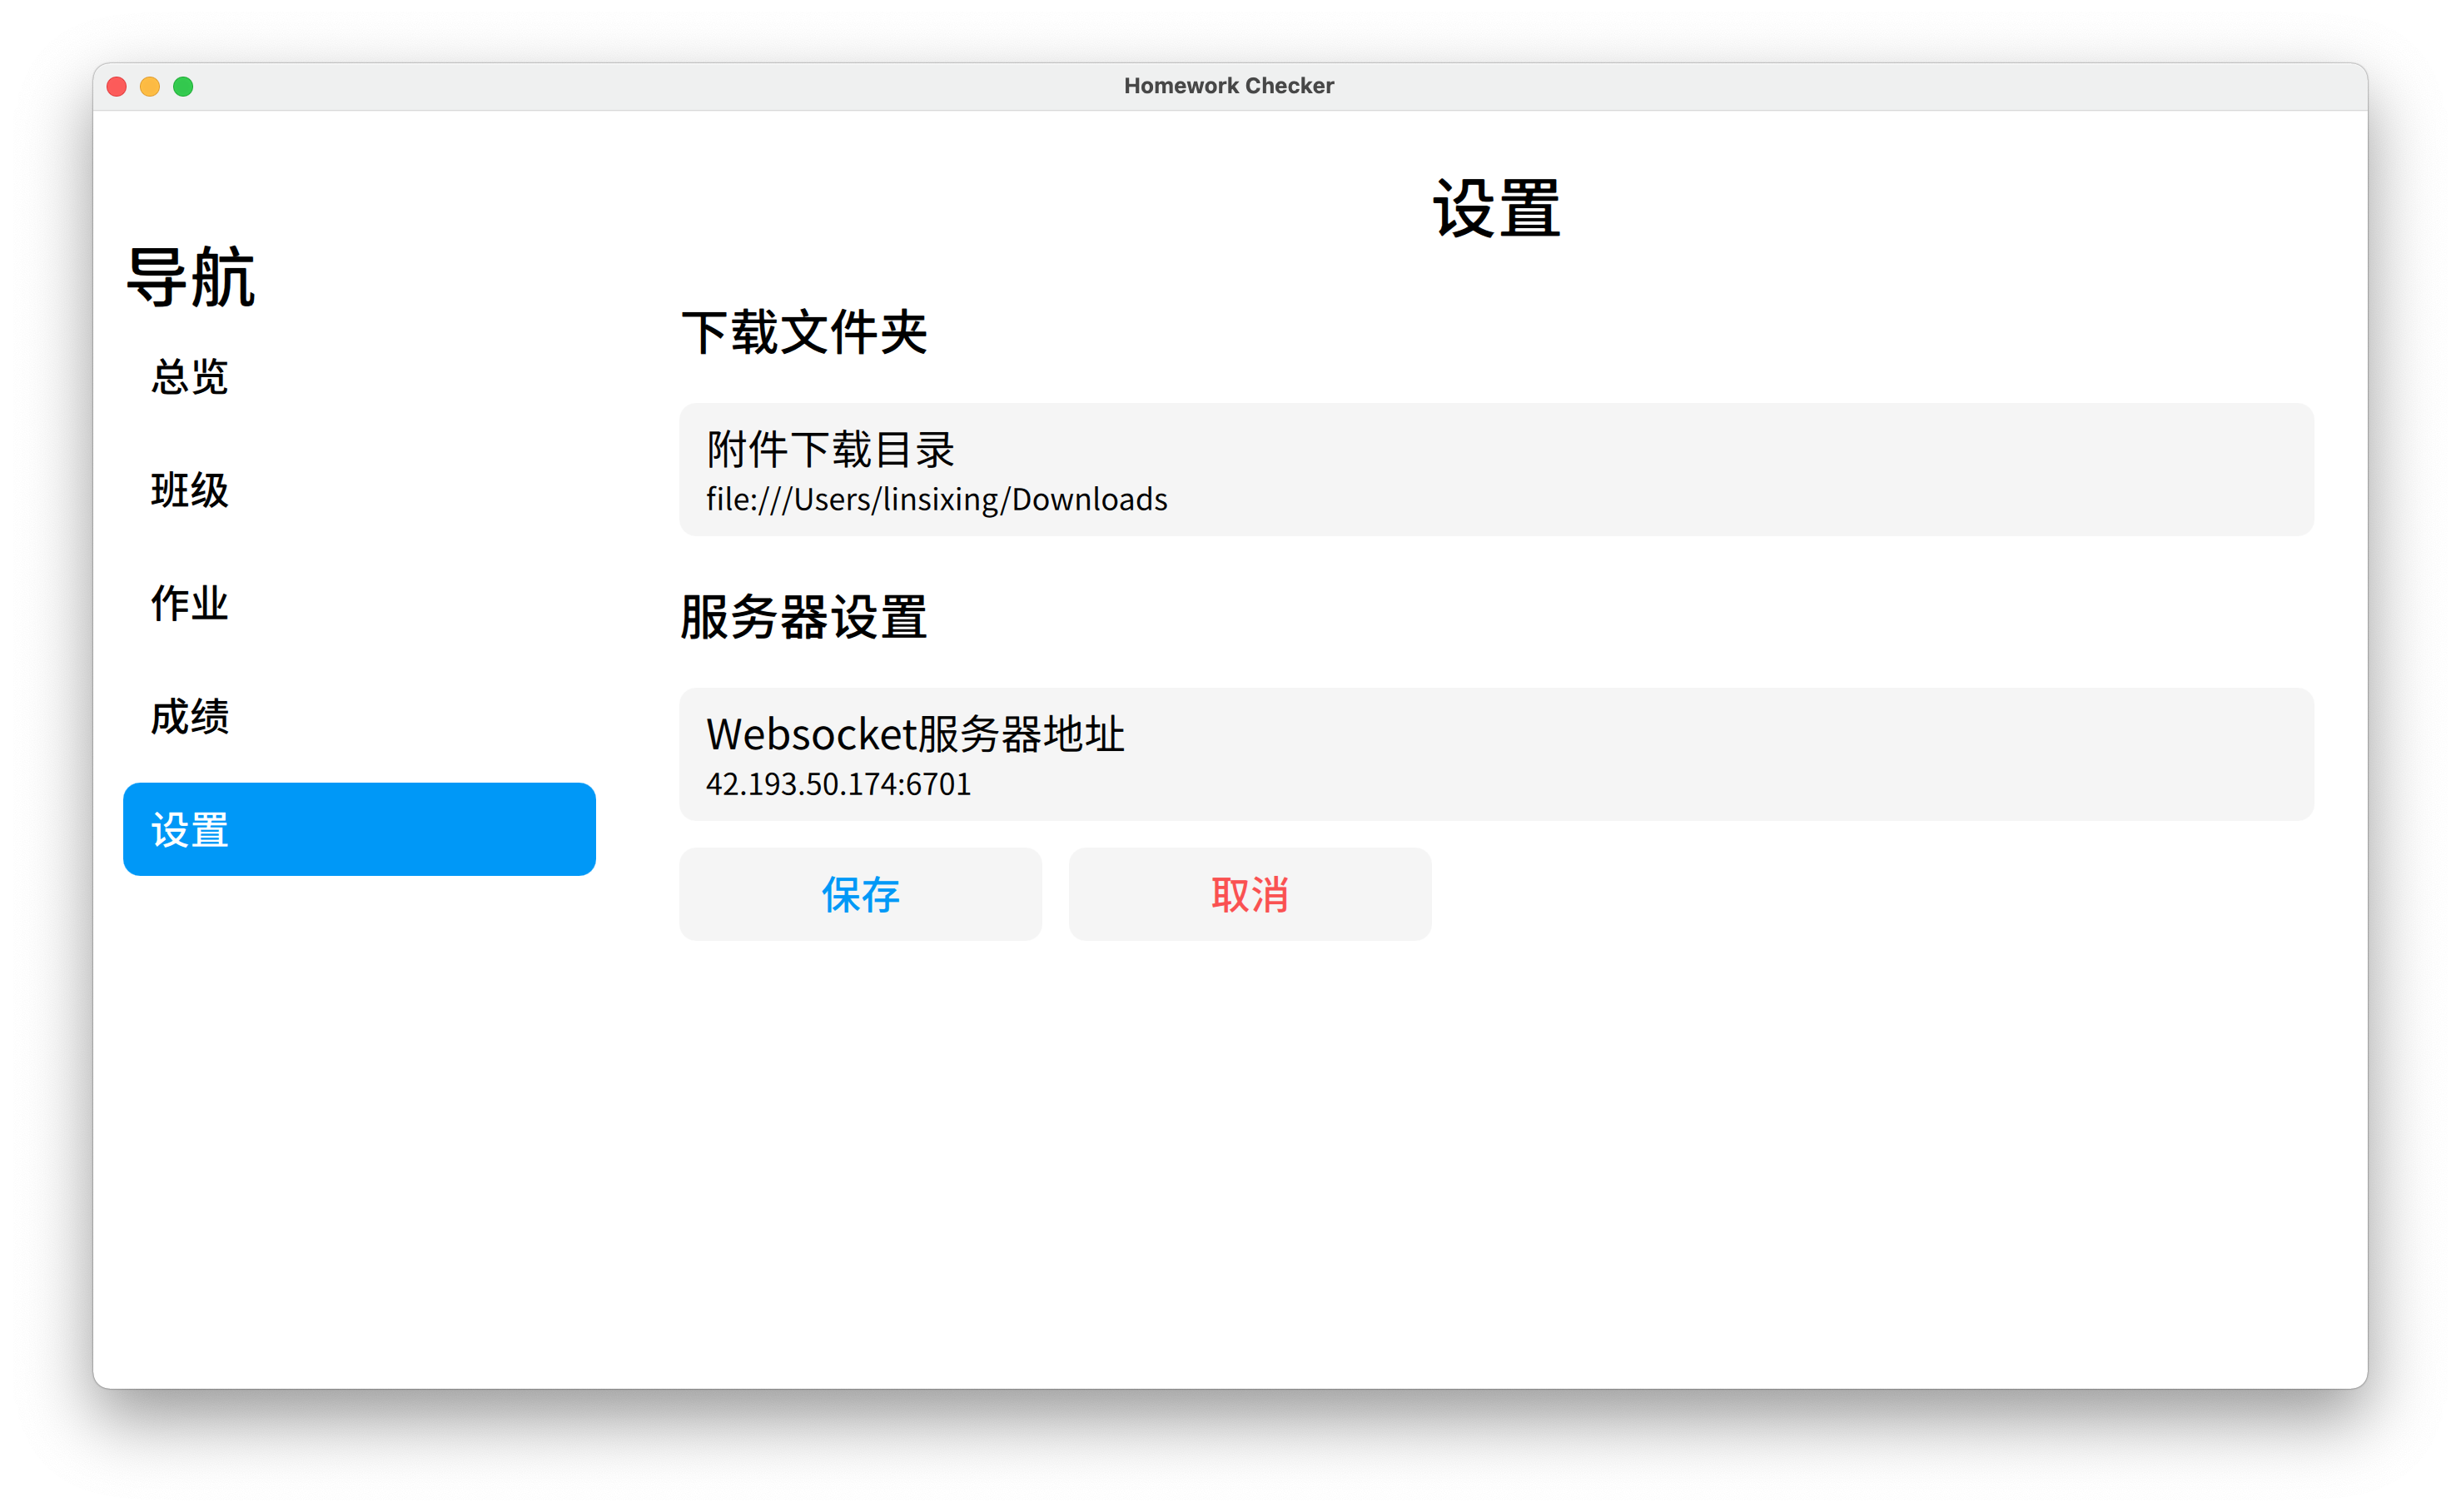 Homework Checker
导航
总览
班级
作业
成绩
设置
设置
下载文件夹
附件下载目录
file:///Users/linsixing/Downloads
服务器设置
Websocket服务器地址
42.193.50.174:6701
保存
取消